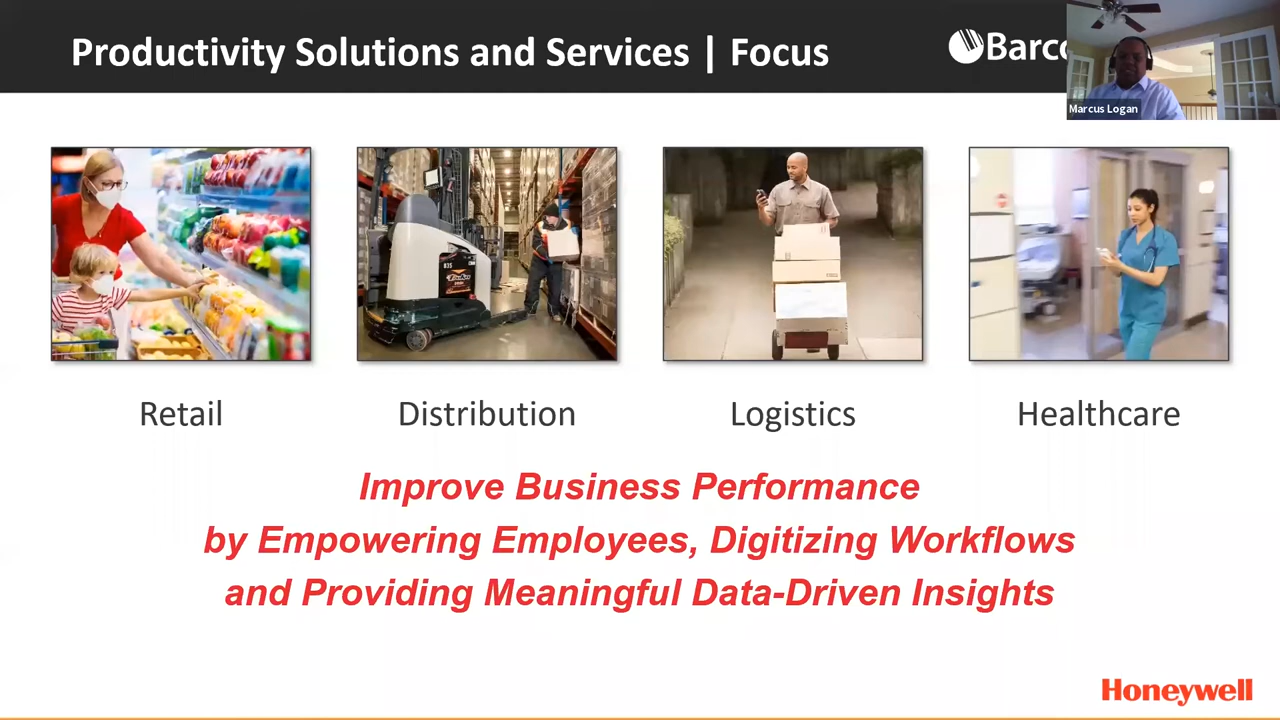 Productivity Solutions and Services | Focus
Marcus Logan
Retail
Distribution
Logistics
Healthcare
Improve Business Performance
by Empowering Employees, Digitizing Workflows
and Providing Meaningful Data-Driven Insights
Honeywell